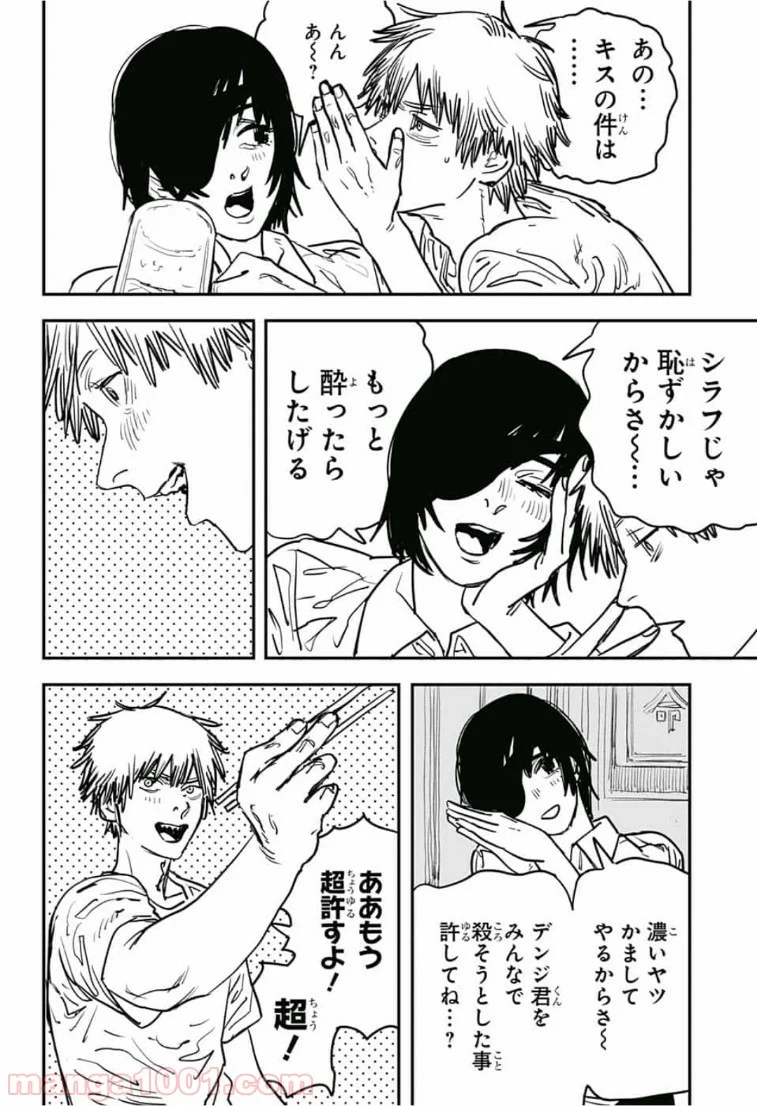 あの…
キスの件は
……
んん
あ〜?
シラフじゃ
恥ずかしい
からさ〜…
もっと
酔ったら
したげる
濃いヤツ
かまして
やるからさ〜
デンジ君を
みんなで
殺そうとした事
許してね…?
ああもう
超許すよ!
超!
命
manga1001.com